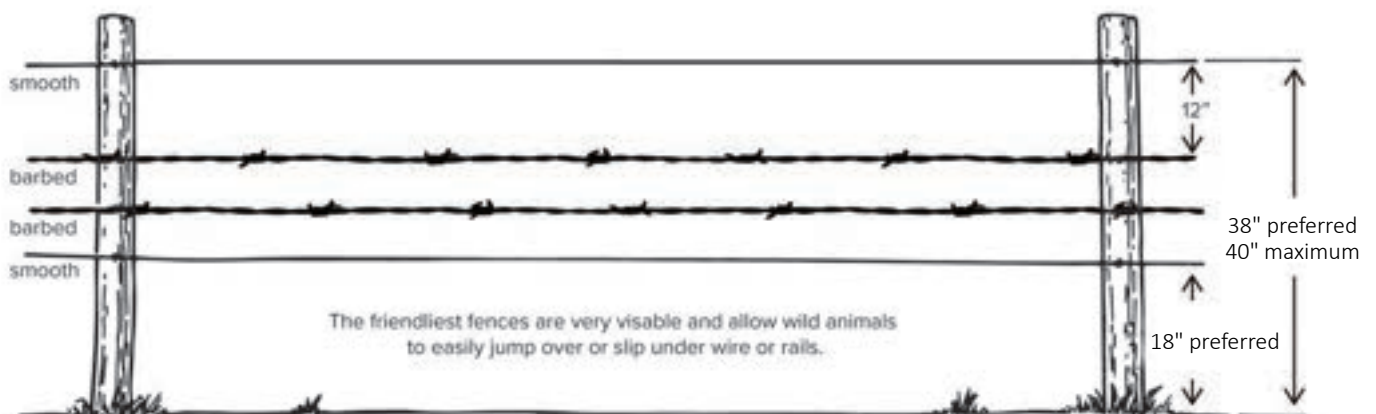 smooth
12"
barbed
barbed
smooth
38" preferred
40" maximum
The friendliest fences are very visable and allow wild animals
to easily jump over or slip under wire or rails.
18" preferred